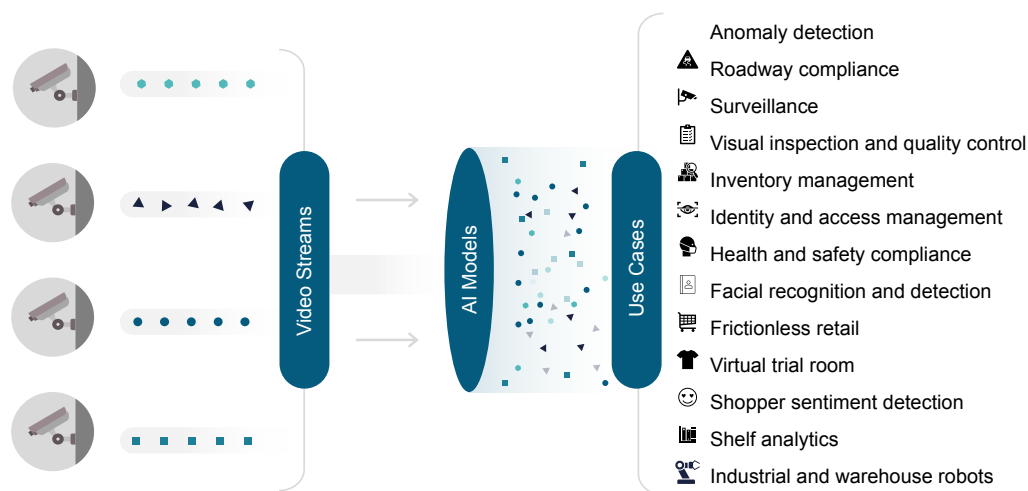 Video Streams
AI Models
Use Cases
Anomaly detection
Roadway compliance
Surveillance
Visual inspection and quality control
Inventory management
Identity and access management
Health and safety compliance
Facial recognition and detection
Frictionless retail
Virtual trial room
Shopper sentiment detection
Shelf analytics
Industrial and warehouse robots